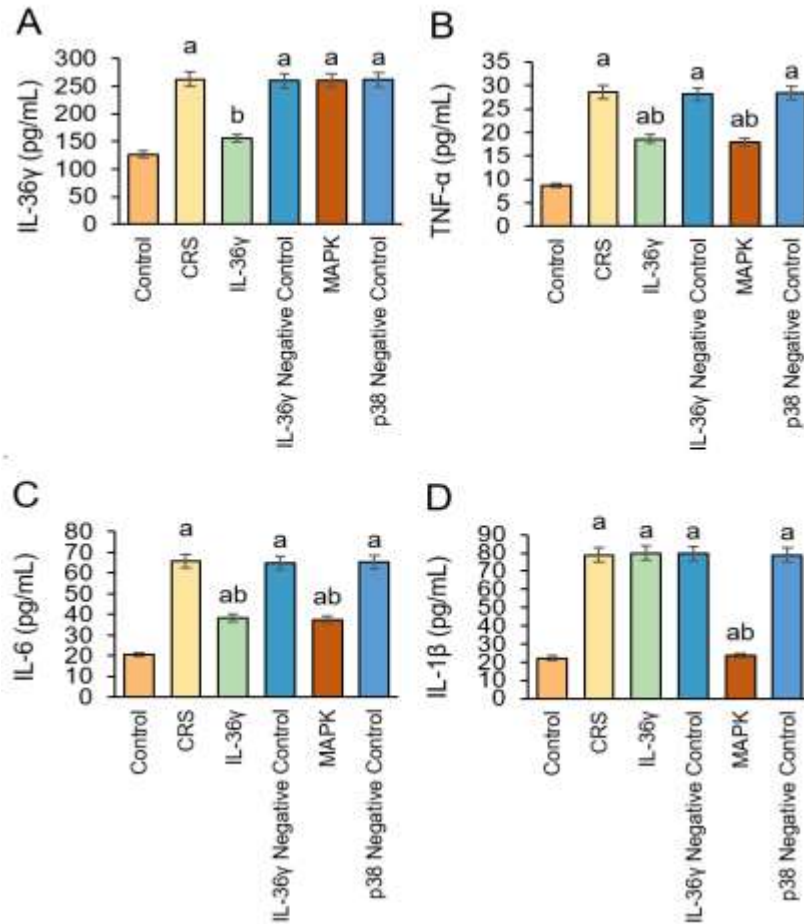 A
IL-36γ (pg/mL)
300
250
200
150
100
50
0
a
b
a
a
a
Control
CRS
IL-36γ
IL-36γ Negative Control
MAPK
p38 Negative Control
B
TNF-α (pg/mL)
35
30
25
20
15
10
5
0
a
ab
a
ab
a
Control
CRS
IL-36γ
IL-36γ Negative Control
MAPK
p38 Negative Control
C
IL-6 (pg/mL)
80
70
60
50
40
30
20
10
0
a
ab
a
ab
a
Control
CRS
IL-36γ
IL-36γ Negative Control
MAPK
p38 Negative Control
D
IL-1β (pg/mL)
90
80
70
60
50
40
30
20
10
0
a
a
a
ab
a
Control
CRS
IL-36γ
IL-36γ Negative Control
MAPK
p38 Negative Control